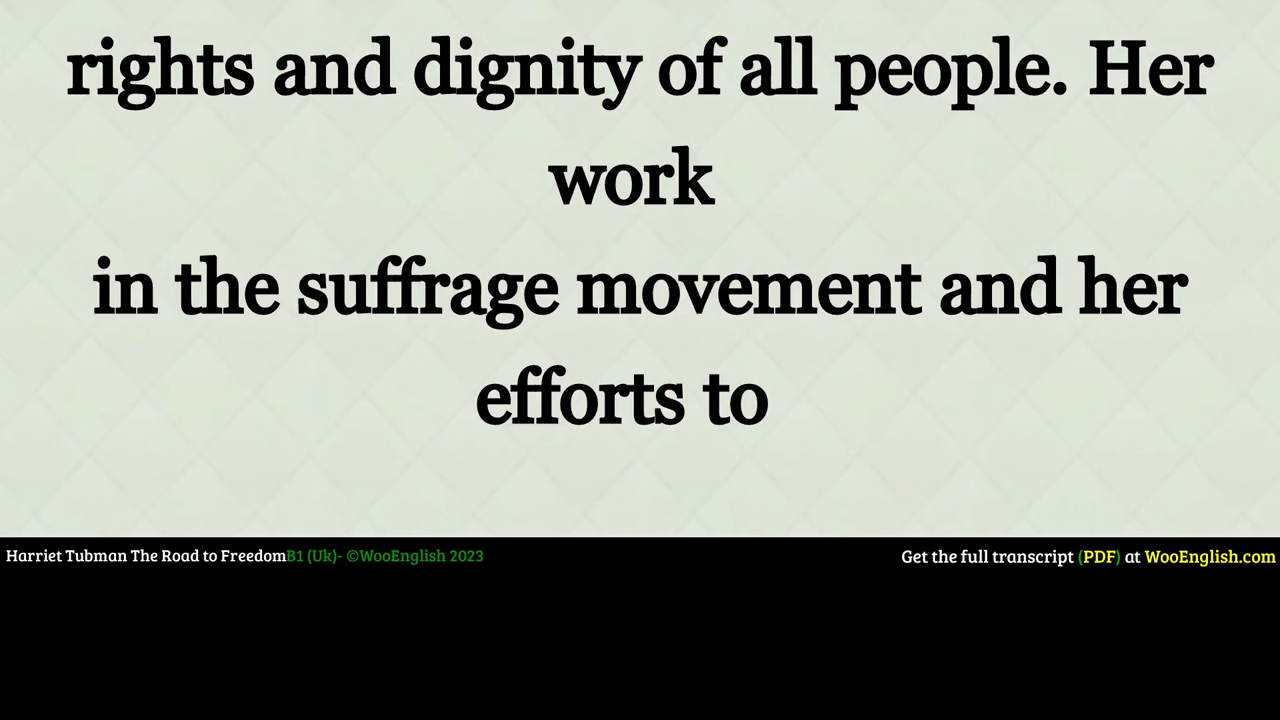 rights and dignity of all people. Her
work
in the suffrage movement and her
efforts to
Harriet Tubman The Road to FreedomB1 (Uk)- ©WooEnglish 2023
Get the full transcript (PDF) at WooEnglish.com